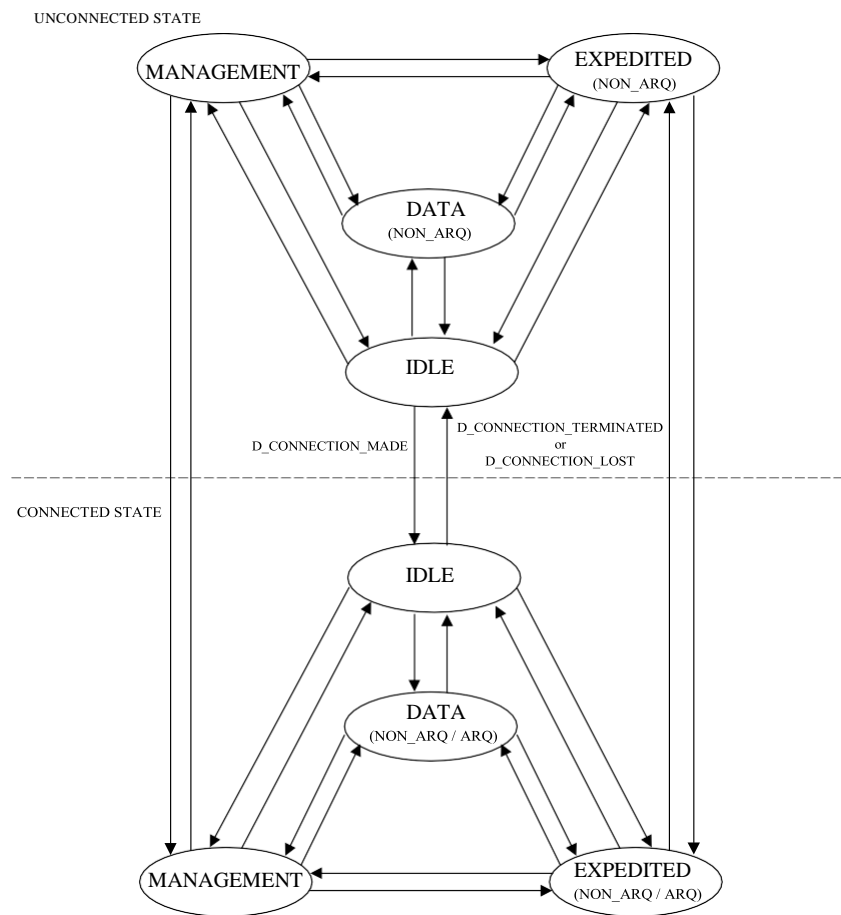 UNCONNECTED STATE
MANAGEMENT
EXPEDITED
(NON_ARQ)
DATA
(NON_ARQ)
IDLE
D_CONNECTION_MADE
D_CONNECTION_TERMINATED
or
D_CONNECTION_LOST
CONNECTED STATE
IDLE
DATA
(NON_ARQ / ARQ)
MANAGEMENT
EXPEDITED
(NON_ARQ / ARQ)